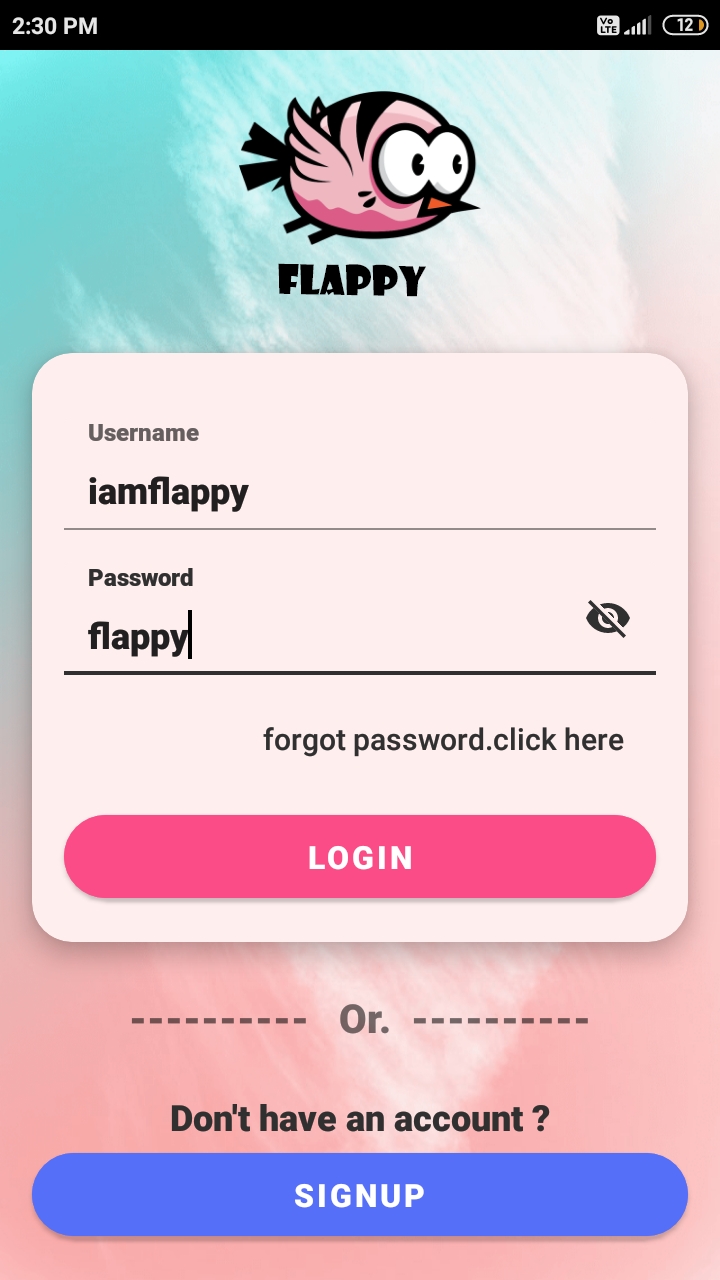 2:30 PM
Vo LTE
12
FLAPPY
Username
iamflappy
Password
flappy
forgot password.click here
LOGIN
---------- Or. ----------
Don't have an account ?
SIGNUP